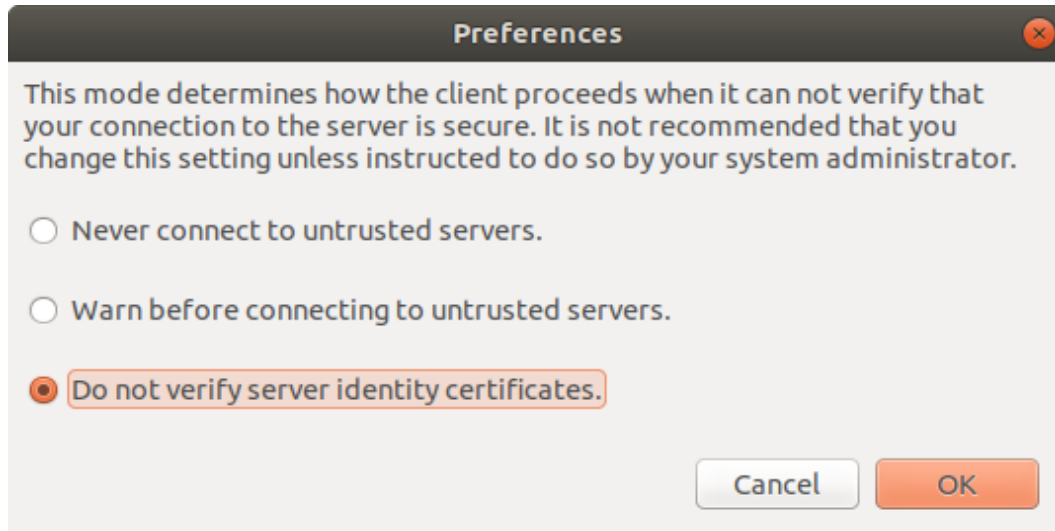 Preferences
This mode determines how the client proceeds when it can not verify that
your connection to the server is secure. It is not recommended that you
change this setting unless instructed to do so by your system administrator.
Never connect to untrusted servers.
Warn before connecting to untrusted servers.
Do not verify server identity certificates.
Cancel OK